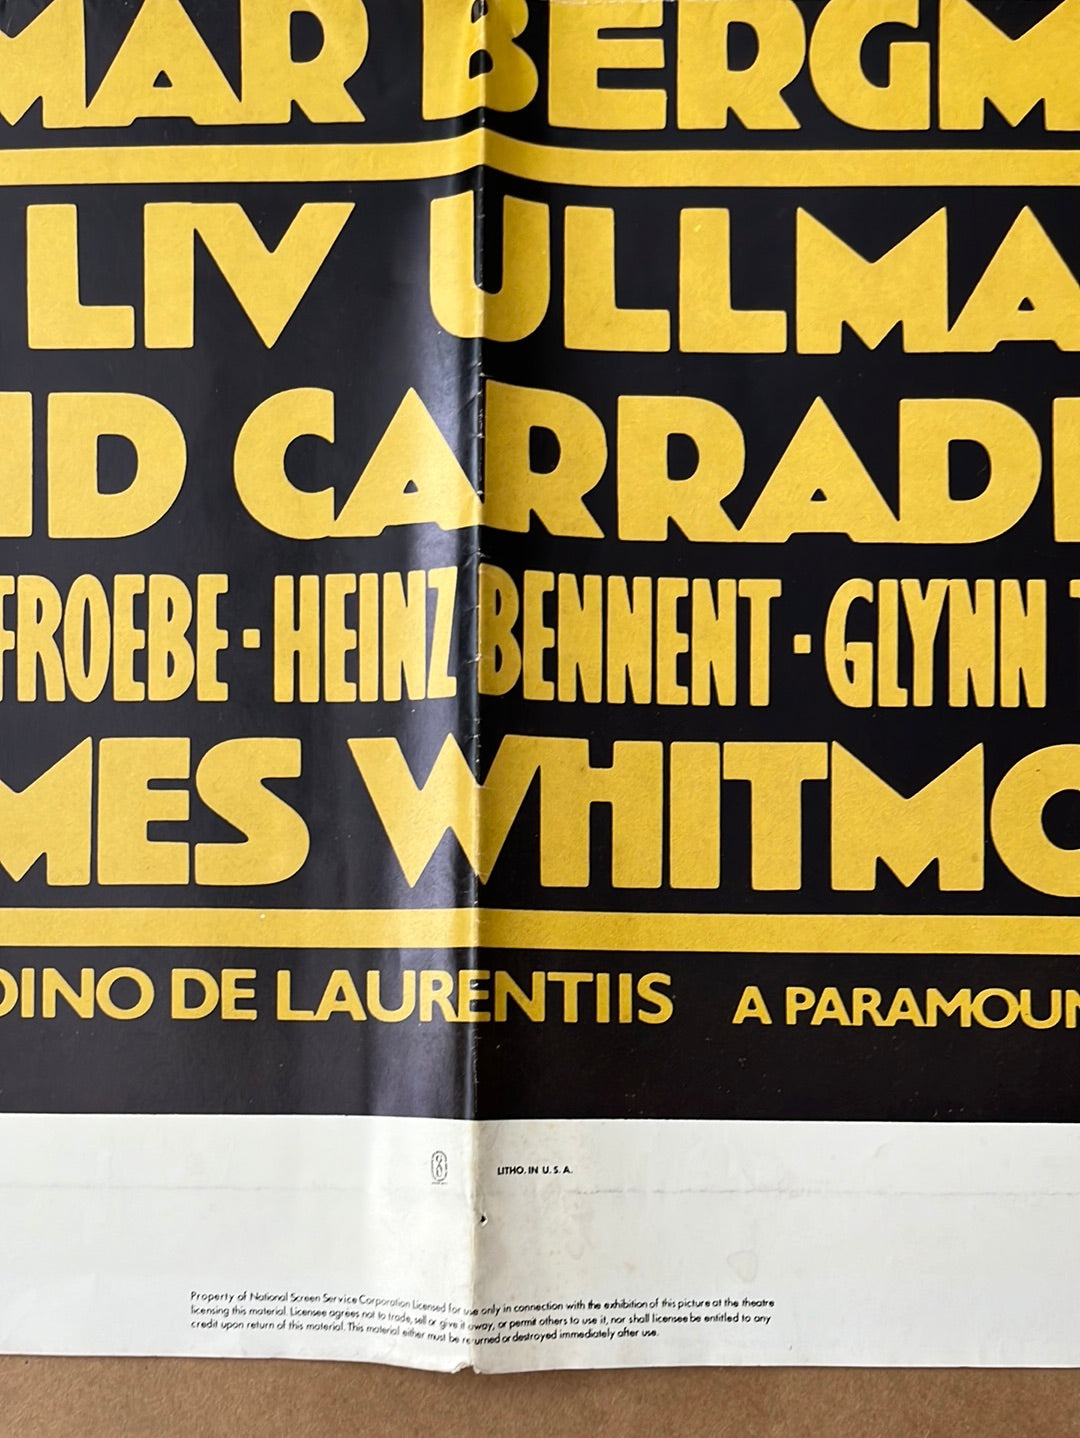 MAR BERGM
LIV ULLMA
ID CARRADI
FROEBE · HEINZ BENNENT · GLYNN T
MES WHITMO
DINO DE LAURENTIIS A PARAMOUN
LITHO. IN U.S.A.
Property of National Screen Service Corporation Licensed for use only in connection with the exhibition of this picture at the theatre
licensing this material. Licensee agrees not to trade, sell or give it away, or permit others to use it, nor shall licensee be entitled to any
credit upon return of this material. This material either must be returned or destroyed immediately after use.